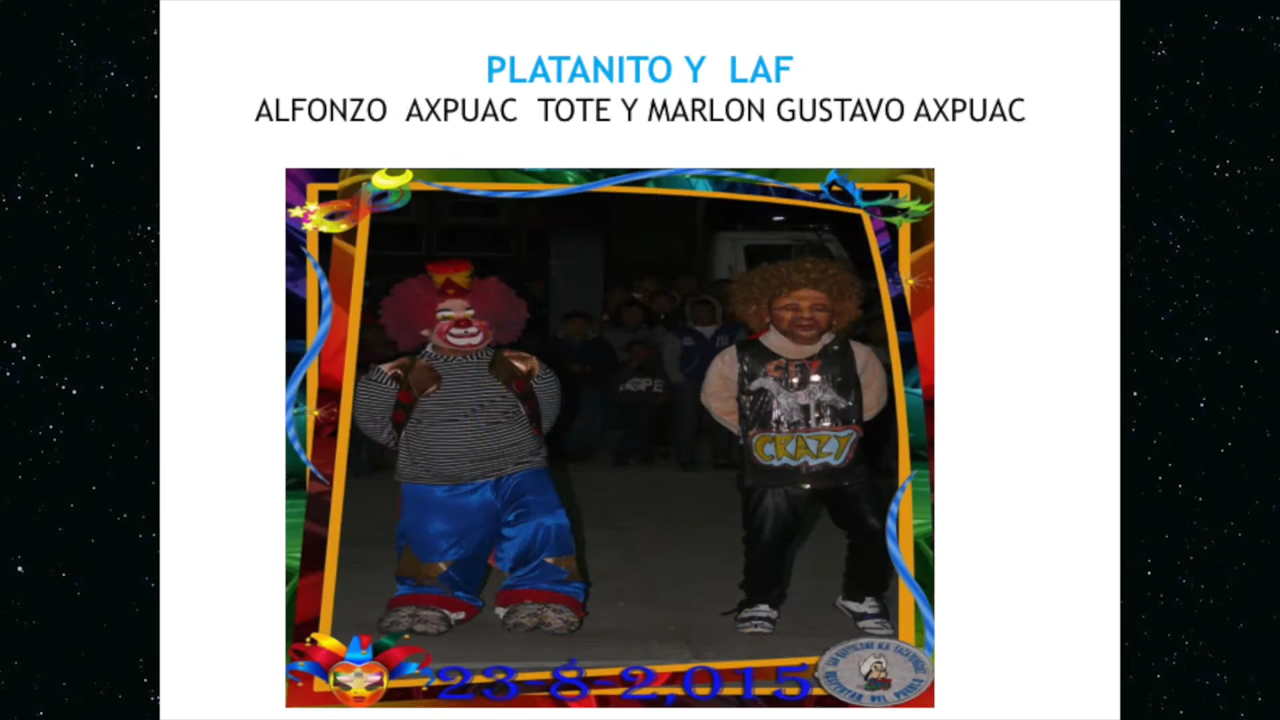 PLATANITO Y LAF
ALFONZO AXPUAC TOTE Y MARLON GUSTAVO AXPUAC
CRAZY
23-8-2,015